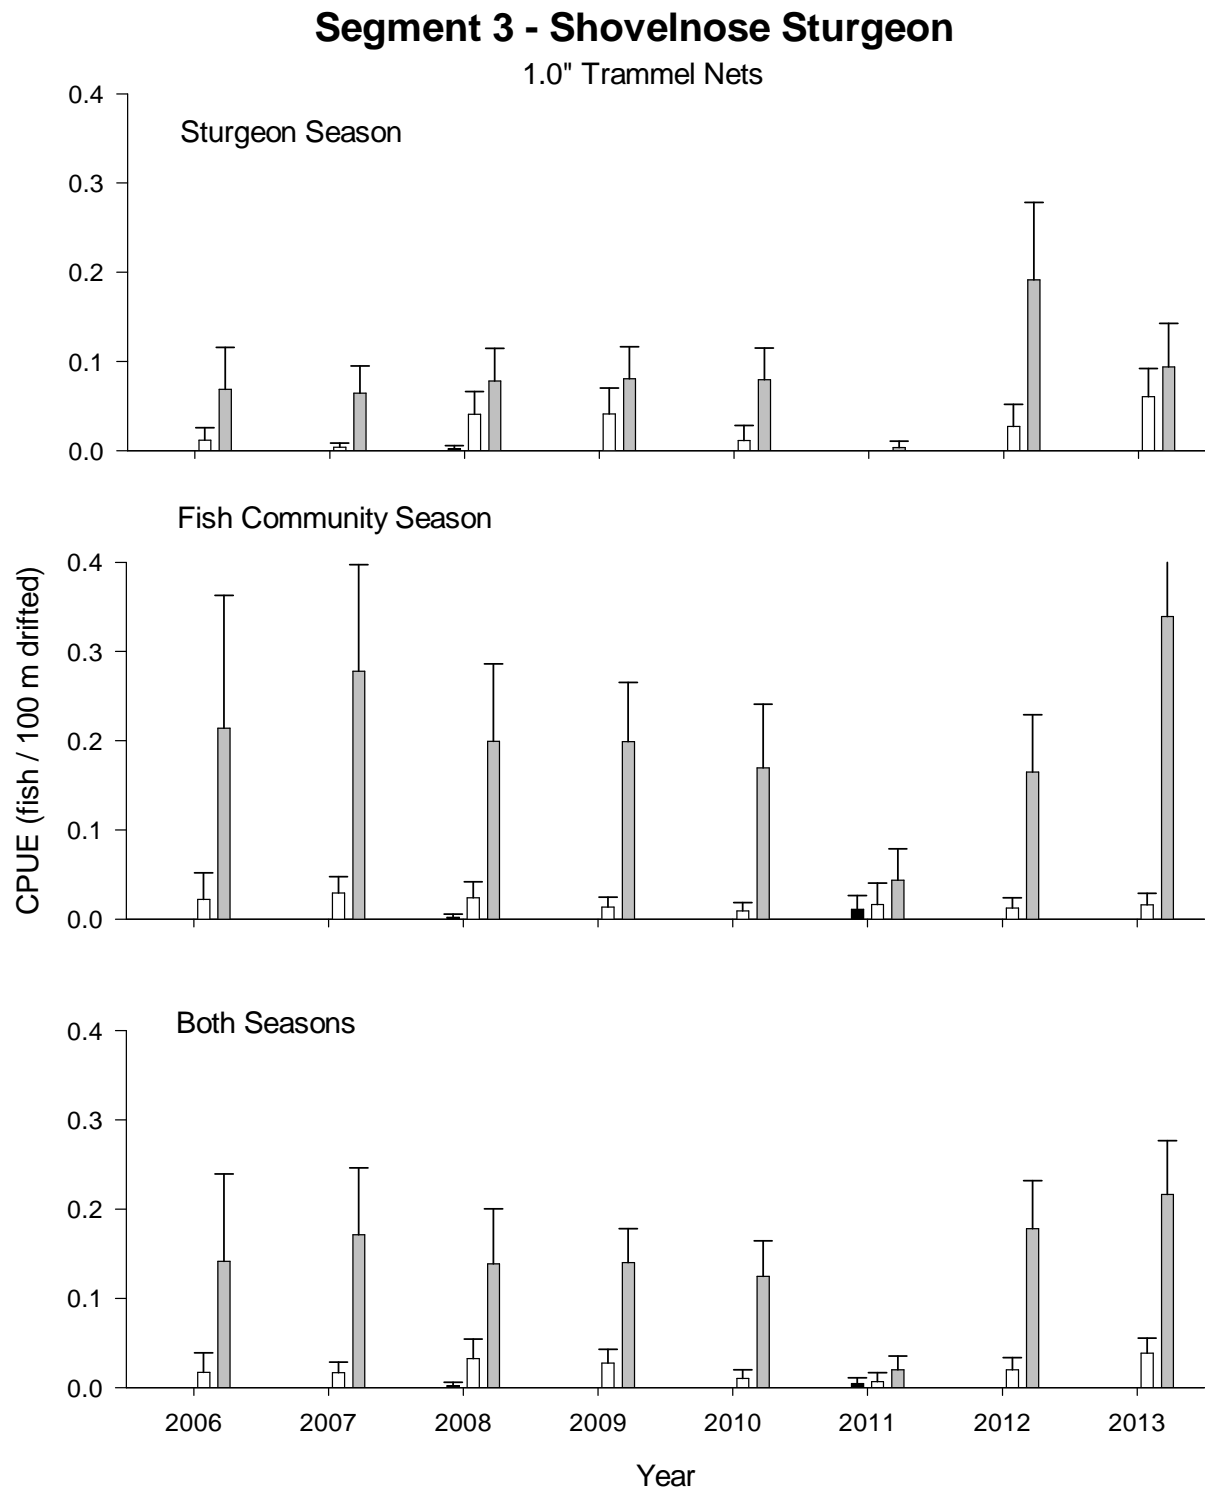 Segment 3 - Shovelnose Sturgeon
1.0" Trammel Nets
Sturgeon Season
0.4
0.3
0.2
0.1
0.0
Fish Community Season
0.4
0.3
0.2
0.1
0.0
CPUE (fish / 100 m drifted)
Both Seasons
0.4
0.3
0.2
0.1
0.0
2006 2007 2008 2009 2010 2011 2012 2013
Year